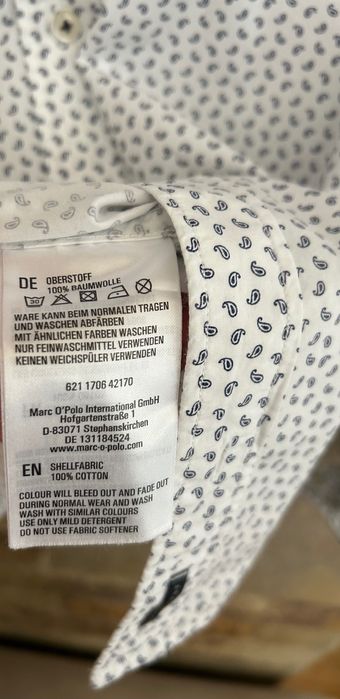 DE OBERSTOFF
100% BAUMWOLLE
30
WARE KANN BEIM NORMALEN TRAGEN
UND WASCHEN ABFÄRBEN
MIT ÄHNLICHEN FARBEN WASCHEN
NUR FEINWASCHMITTEL VERWENDEN
KEINEN WEICHSPÜLER VERWENDEN
621 1706 42170
Marc O'Polo International GmbH
Hofgartenstraße 1
D-83071 Stephanskirchen
DE 131184524
www.marc-o-polo.com
EN SHELLFABRIC
100% COTTON
COLOUR WILL BLEED OUT AND FADE OUT
DURING NORMAL WEAR AND WASH
WASH WITH SIMILAR COLOURS
USE ONLY MILD DETERGENT
DO NOT USE FABRIC SOFTENER